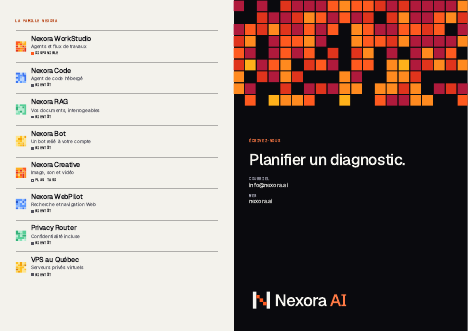 LA FAMILLE NEXORA
Nexora WorkStudio
Agents et flux de travaux
DISPONIBLE
Nexora Code
Agent de code hébergé
BIENTÔT
Nexora RAG
Vos documents, interrogeables
BIENTÔT
Nexora Bot
Un bot relié à votre compte
BIENTÔT
Nexora Creative
Image, son et vidéo
PLUS TARD
Nexora WebPilot
Recherche et navigation Web
BIENTÔT
Privacy Router
Confidentialité incluse
BIENTÔT
VPS au Québec
Serveurs privés virtuels
BIENTÔT
ÉCRIVEZ-NOUS
Planifier un diagnostic.
COURRIEL
info@nexora.ai
WEB
nexora.ai
Nexora AI